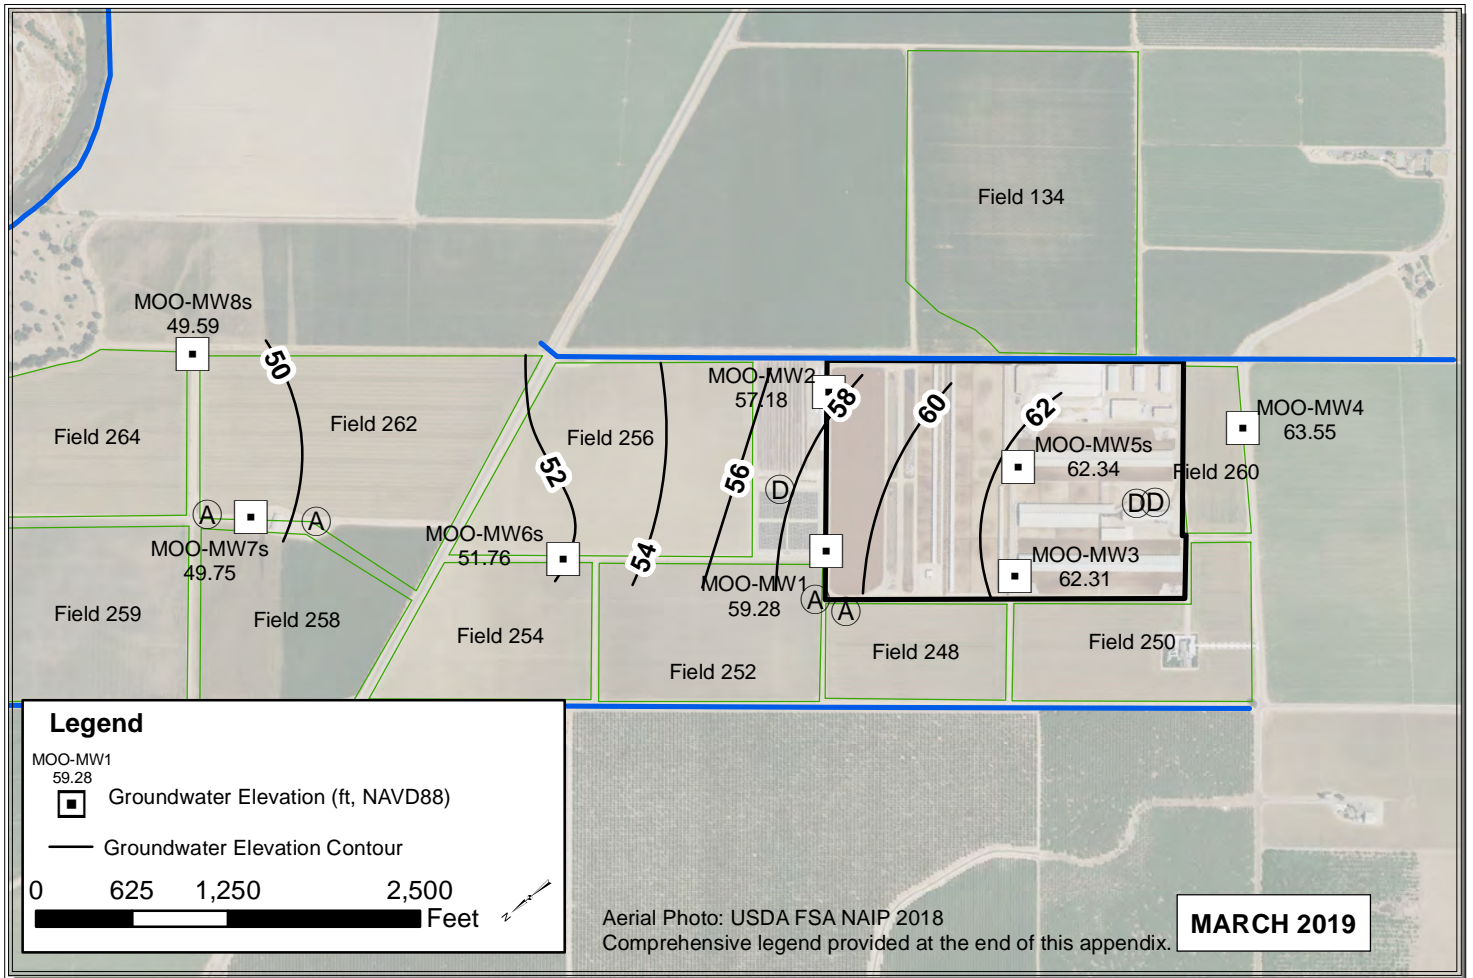 Field 134
MOO-MW8s
49.59
50
MOO-MW2
57.18
58
60
62
MOO-MW4
63.55
Field 264
Field 262
Field 256
52
56
MOO-MW5s
62.34
Field 260
D
D
D
A
A
MOO-MW7s
49.75
MOO-MW6s
51.76
54
MOO-MW1
59.28
MOO-MW3
62.31
A
A
Field 259
Field 258
Field 254
Field 252
Field 248
Field 250
Legend
MOO-MW1
59.28
Groundwater Elevation (ft, NAVD88)
Groundwater Elevation Contour
0 625 1,250 2,500
Feet
N
Aerial Photo: USDA FSA NAIP 2018
Comprehensive legend provided at the end of this appendix.
MARCH 2019